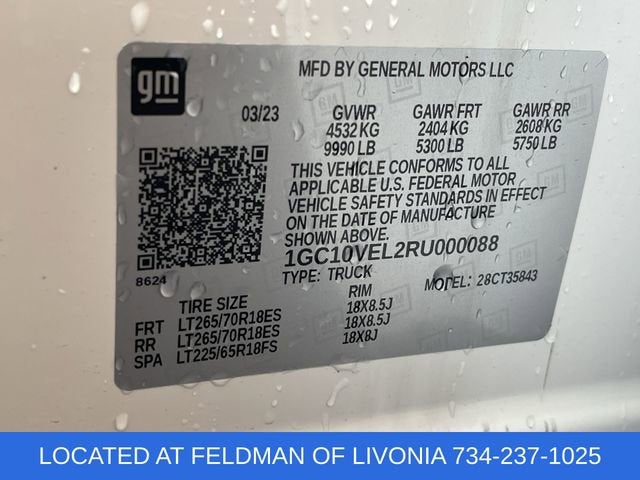 gm
MFD BY GENERAL MOTORS LLC
03/23 GVWR GAWR FRT GAWR RR
4532 KG 2404 KG 2608 KG
9990 LB 5300 LB 5750 LB
THIS VEHICLE CONFORMS TO ALL
APPLICABLE U.S. FEDERAL MOTOR
VEHICLE SAFETY STANDARDS IN EFFECT
ON THE DATE OF MANUFACTURE
SHOWN ABOVE.
1GC10VEL2RU000088
8624 TYPE: TRUCK MODEL: 28CT35843
TIRE SIZE RIM
FRT LT265/70R18ES 18X8.5J
RR LT265/70R18ES 18X8.5J
SPA LT225/65R18FS 18X8J
LOCATED AT FELDMAN OF LIVONIA 734-237-1025